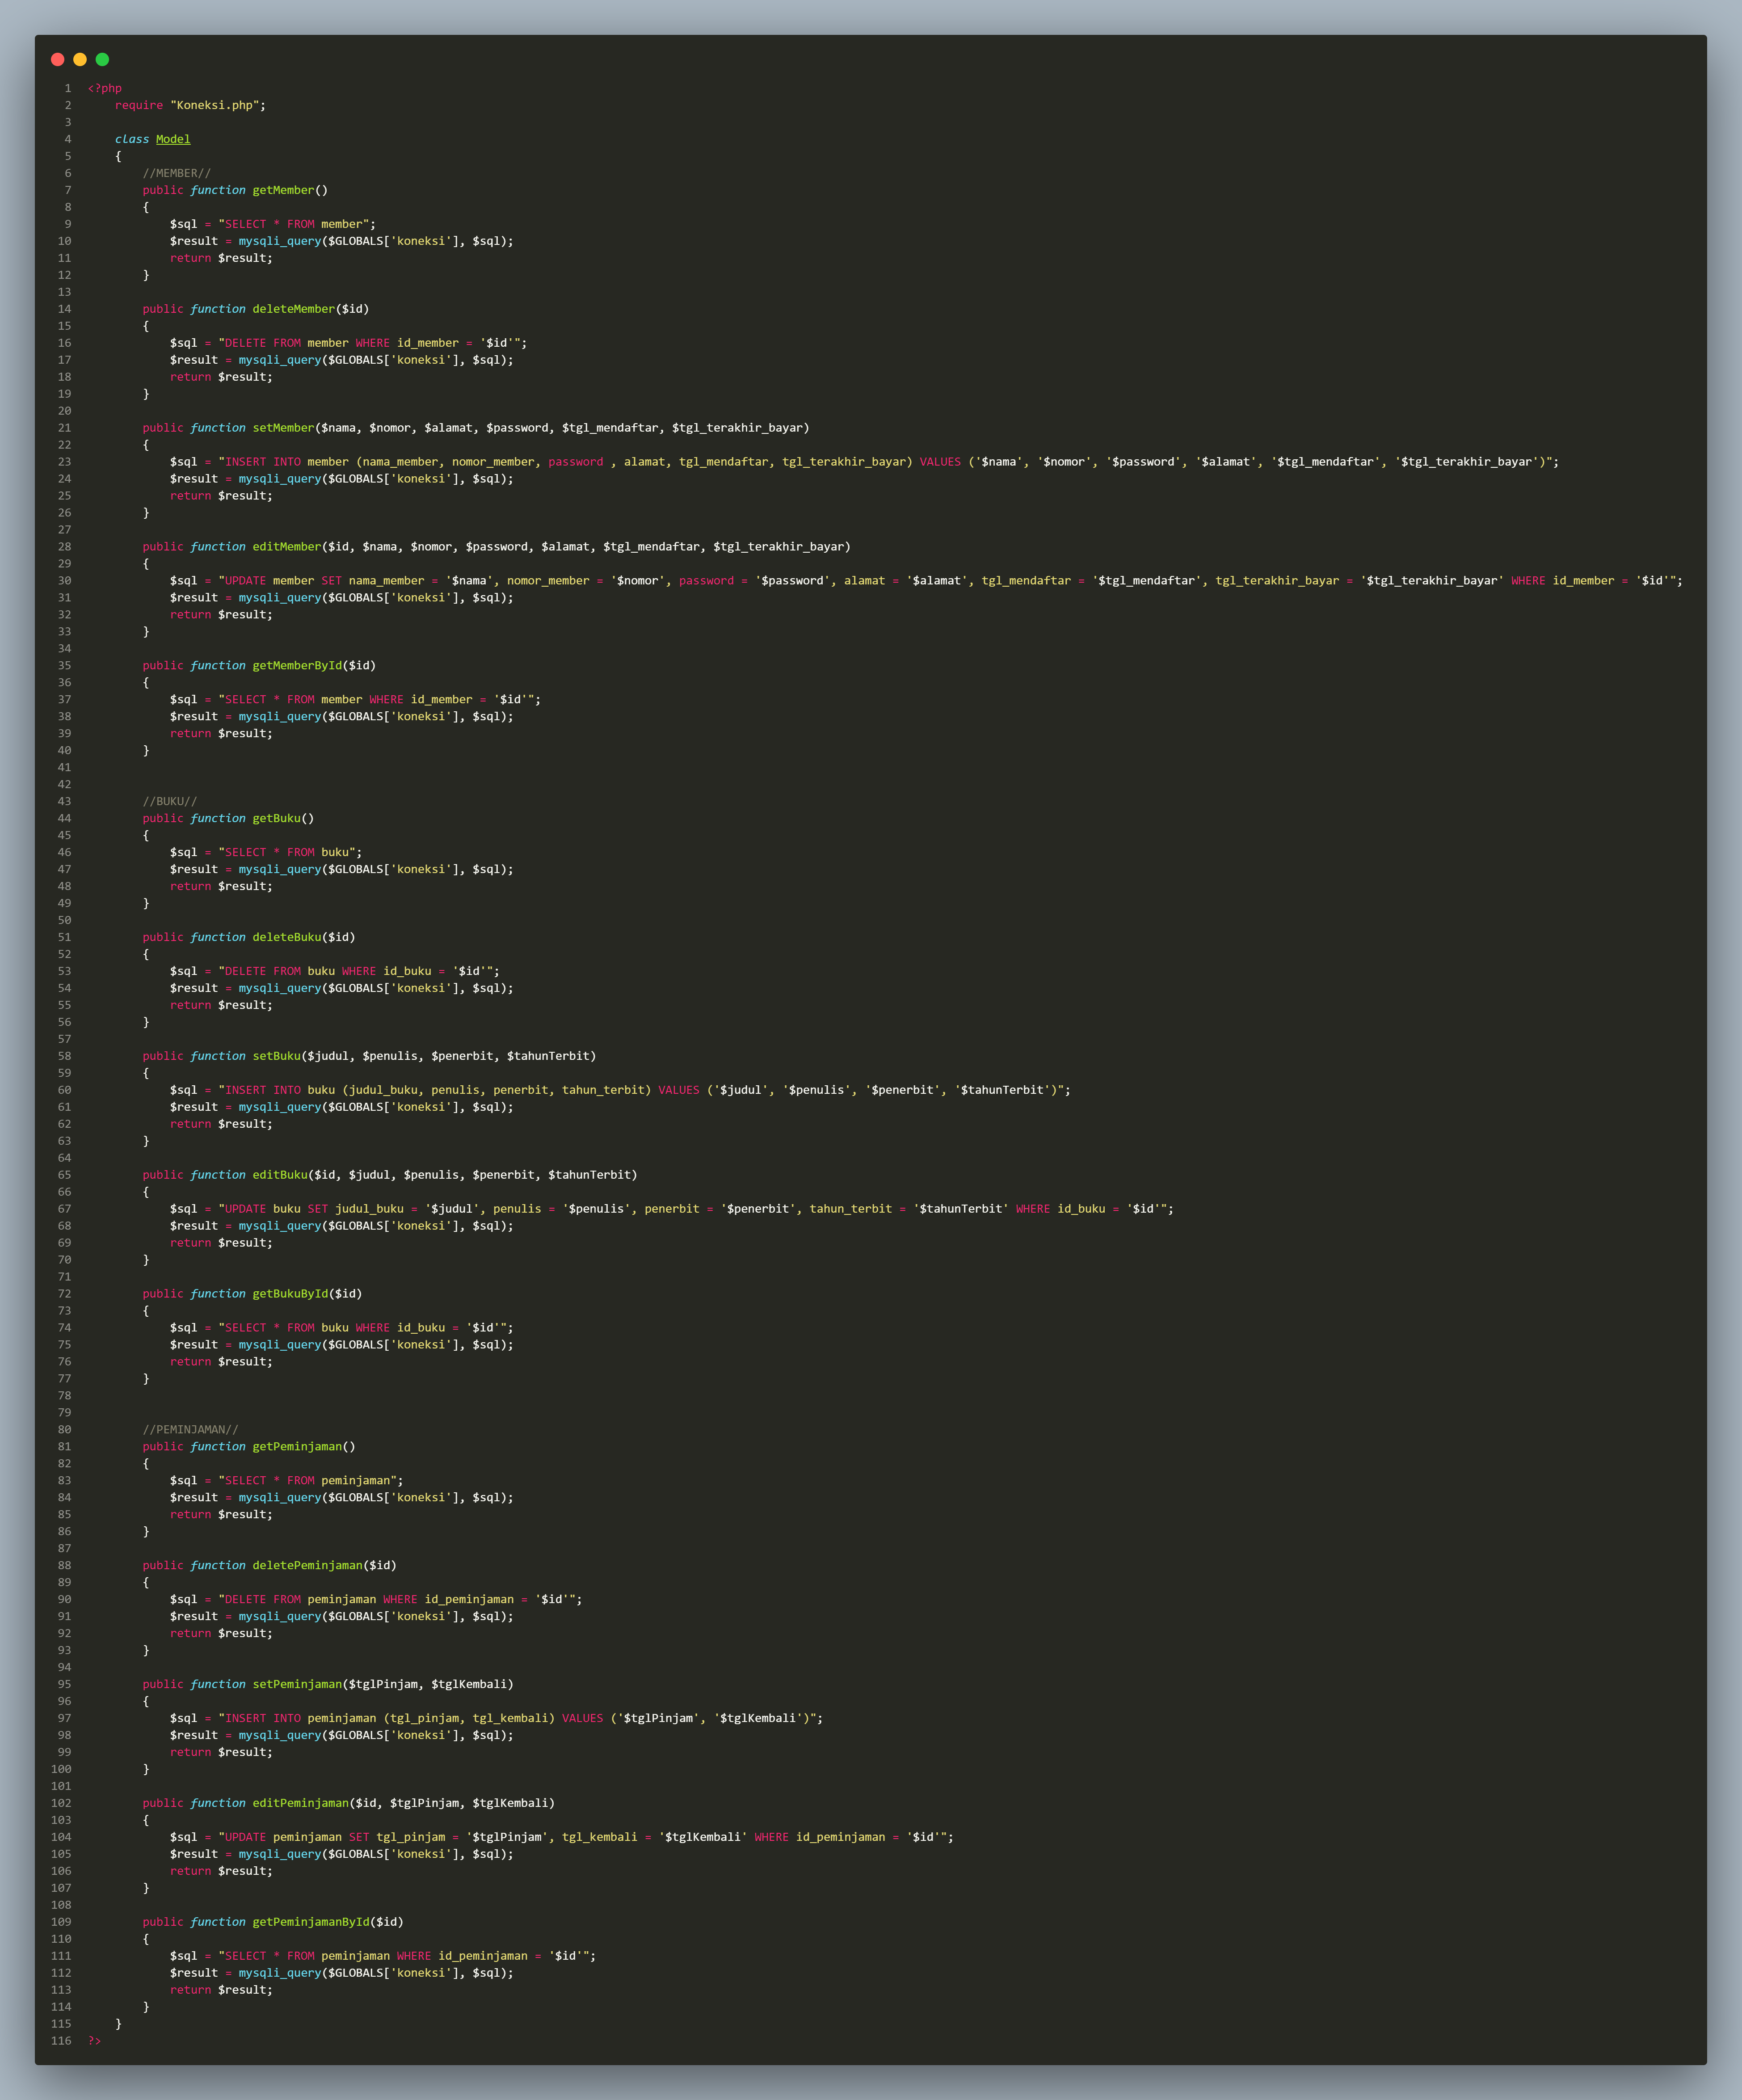 1 <?php
2     require "Koneksi.php";
3
4     class Model
5     {
6         //MEMBER//
7         public function getMember()
8         {
9             $sql = "SELECT * FROM member";
10             $result = mysqli_query($GLOBALS['koneksi'], $sql);
11             return $result;
12         }
13
14         public function deleteMember($id)
15         {
16             $sql = "DELETE FROM member WHERE id_member = '$id'";
17             $result = mysqli_query($GLOBALS['koneksi'], $sql);
18             return $result;
19         }
20
21         public function setMember($nama, $nomor, $alamat, $password, $tgl_mendaftar, $tgl_terakhir_bayar)
22         {
23             $sql = "INSERT INTO member (nama_member, nomor_member, password , alamat, tgl_mendaftar, tgl_terakhir_bayar) VALUES ('$nama', '$nomor', '$password', '$alamat', '$tgl_mendaftar', '$tgl_terakhir_bayar')";
24             $result = mysqli_query($GLOBALS['koneksi'], $sql);
25             return $result;
26         }
27
28         public function editMember($id, $nama, $nomor, $password, $alamat, $tgl_mendaftar, $tgl_terakhir_bayar)
29         {
30             $sql = "UPDATE member SET nama_member = '$nama', nomor_member = '$nomor', password = '$password', alamat = '$alamat', tgl_mendaftar = '$tgl_mendaftar', tgl_terakhir_bayar = '$tgl_terakhir_bayar' WHERE id_member = '$id'";
31             $result = mysqli_query($GLOBALS['koneksi'], $sql);
32             return $result;
33         }
34
35         public function getMemberById($id)
36         {
37             $sql = "SELECT * FROM member WHERE id_member = '$id'";
38             $result = mysqli_query($GLOBALS['koneksi'], $sql);
39             return $result;
40         }
41
42
43         //BUKU//
44         public function getBuku()
45         {
46             $sql = "SELECT * FROM buku";
47             $result = mysqli_query($GLOBALS['koneksi'], $sql);
48             return $result;
49         }
50
51         public function deleteBuku($id)
52         {
53             $sql = "DELETE FROM buku WHERE id_buku = '$id'";
54             $result = mysqli_query($GLOBALS['koneksi'], $sql);
55             return $result;
56         }
57
58         public function setBuku($judul, $penulis, $penerbit, $tahunTerbit)
59         {
60             $sql = "INSERT INTO buku (judul_buku, penulis, penerbit, tahun_terbit) VALUES ('$judul', '$penulis', '$penerbit', '$tahunTerbit')";
61             $result = mysqli_query($GLOBALS['koneksi'], $sql);
62             return $result;
63         }
64
65         public function editBuku($id, $judul, $penulis, $penerbit, $tahunTerbit)
66         {
67             $sql = "UPDATE buku SET judul_buku = '$judul', penulis = '$penulis', penerbit = '$penerbit', tahun_terbit = '$tahunTerbit' WHERE id_buku = '$id'";
68             $result = mysqli_query($GLOBALS['koneksi'], $sql);
69             return $result;
70         }
71
72         public function getBukuById($id)
73         {
74             $sql = "SELECT * FROM buku WHERE id_buku = '$id'";
75             $result = mysqli_query($GLOBALS['koneksi'], $sql);
76             return $result;
77         }
78
79
80         //PEMINJAMAN//
81         public function getPeminjaman()
82         {
83             $sql = "SELECT * FROM peminjaman";
84             $result = mysqli_query($GLOBALS['koneksi'], $sql);
85             return $result;
86         }
87
88         public function deletePeminjaman($id)
89         {
90             $sql = "DELETE FROM peminjaman WHERE id_peminjaman = '$id'";
91             $result = mysqli_query($GLOBALS['koneksi'], $sql);
92             return $result;
93         }
94
95         public function setPeminjaman($tglPinjam, $tglKembali)
96         {
97             $sql = "INSERT INTO peminjaman (tgl_pinjam, tgl_kembali) VALUES ('$tglPinjam', '$tglKembali')";
98             $result = mysqli_query($GLOBALS['koneksi'], $sql);
99             return $result;
100         }
101
102         public function editPeminjaman($id, $tglPinjam, $tglKembali)
103         {
104             $sql = "UPDATE peminjaman SET tgl_pinjam = '$tglPinjam', tgl_kembali = '$tglKembali' WHERE id_peminjaman = '$id'";
105             $result = mysqli_query($GLOBALS['koneksi'], $sql);
106             return $result;
107         }
108
109         public function getPeminjamanById($id)
110         {
111             $sql = "SELECT * FROM peminjaman WHERE id_peminjaman = '$id'";
112             $result = mysqli_query($GLOBALS['koneksi'], $sql);
113             return $result;
114         }
115     }
116 ?>